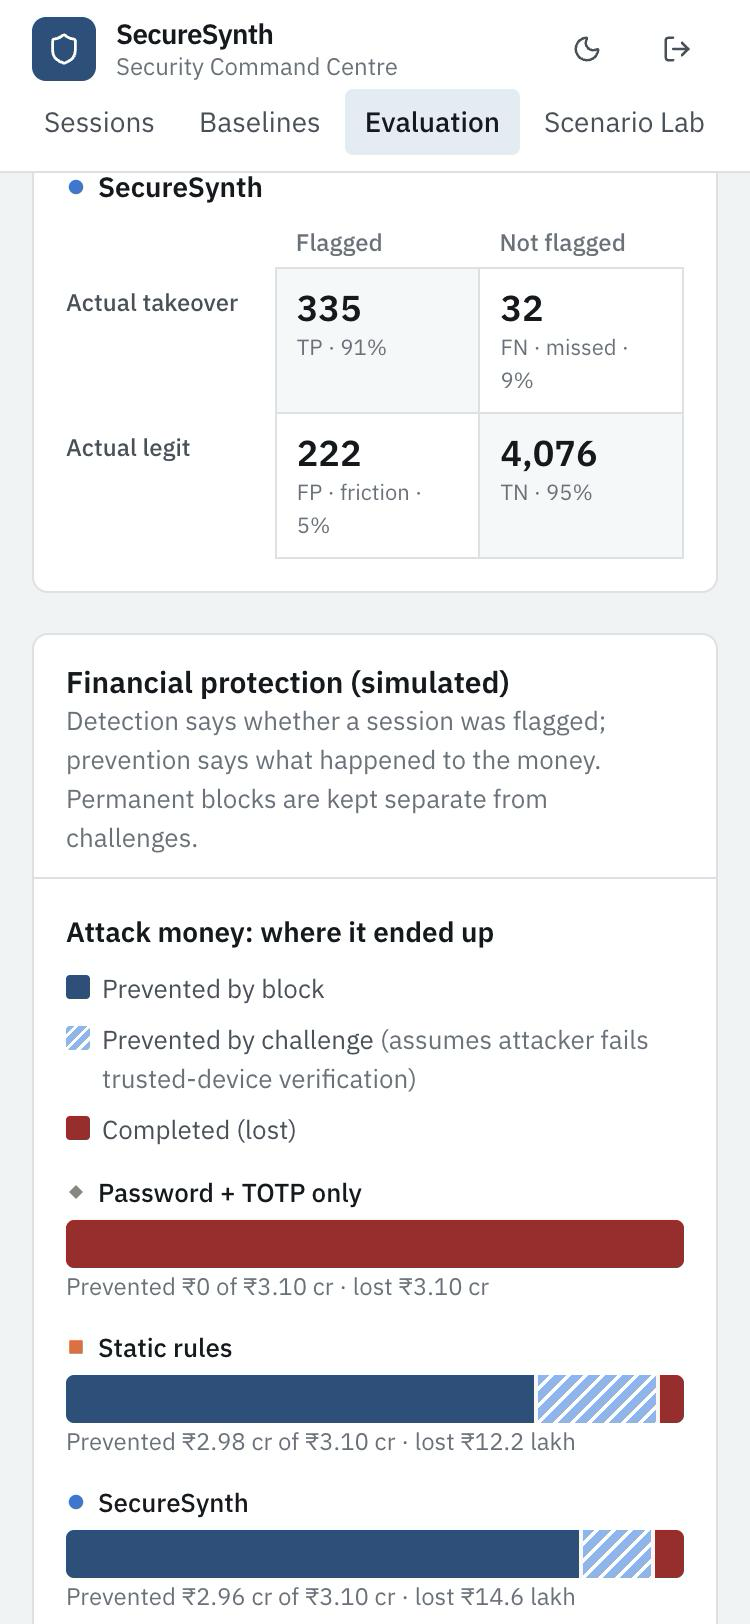 SecureSynth
Security Command Centre
Sessions Baselines Evaluation Scenario Lab
SecureSynth
Flagged Not flagged
Actual takeover 335 32
TP · 91% FN · missed ·
9%
Actual legit 222 4,076
FP · friction · TN · 95%
5%
Financial protection (simulated)
Detection says whether a session was flagged;
prevention says what happened to the money.
Permanent blocks are kept separate from
challenges.
Attack money: where it ended up
Prevented by block
Prevented by challenge (assumes attacker fails
trusted-device verification)
Completed (lost)
Password + TOTP only
Prevented ₹0 of ₹3.10 cr · lost ₹3.10 cr
Static rules
Prevented ₹2.98 cr of ₹3.10 cr · lost ₹12.2 lakh
SecureSynth
Prevented ₹2.96 cr of ₹3.10 cr · lost ₹14.6 lakh